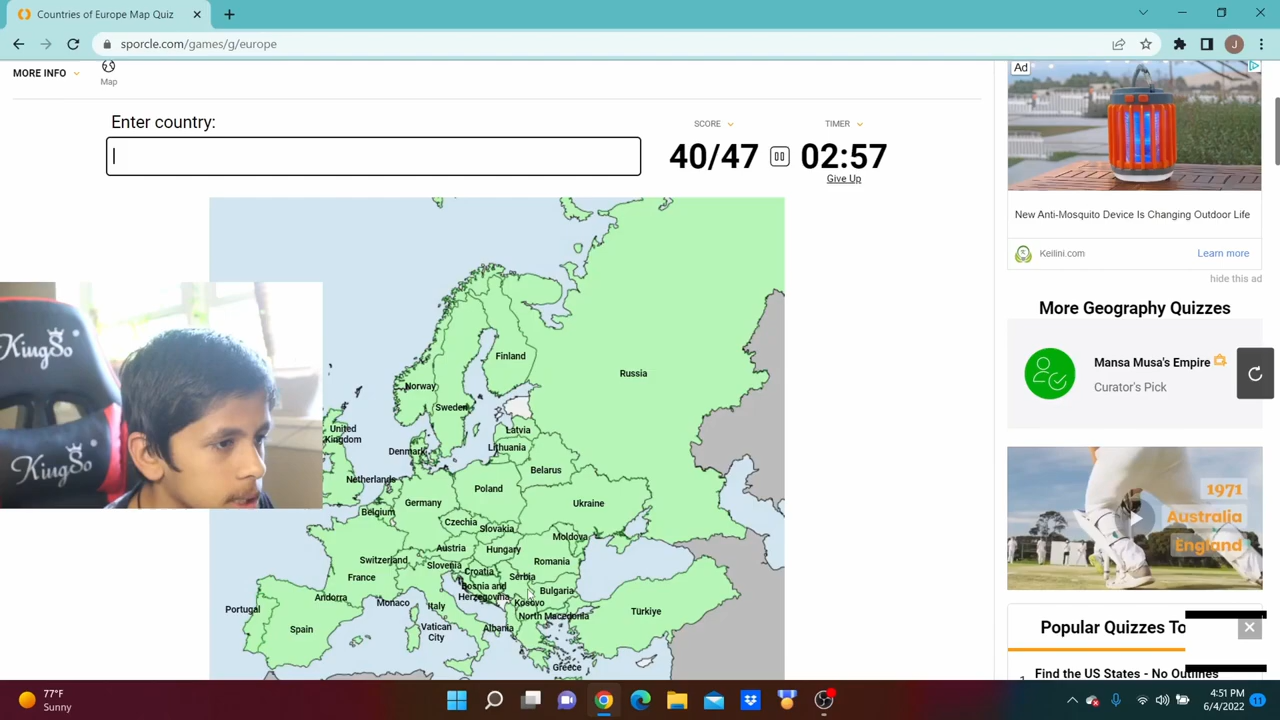 Countries of Europe Map Quiz
sporcle.com/games/g/europe
J
MORE INFO
Map
Enter country:
SCORE
TIMER
40/47
02:57
Give Up
Ad
New Anti-Mosquito Device Is Changing Outdoor Life
Keilini.com
Learn more
hide this ad
More Geography Quizzes
Mansa Musa's Empire
Curator's Pick
1971
Australia
England
Popular Quizzes To
Find the US States - No Outlines
KingSo
KingSo
Finland
Russia
Norway
Sweden
United
Kingdom
Latvia
Lithuania
Denmark
Belarus
Netherlands
Poland
Germany
Ukraine
Belgium
Czechia
Slovakia
Moldova
Austria
Hungary
Switzerland
Slovenia
Romania
Croatia
Serbia
France
Bosnia and
Herzegovina
Bulgaria
Andorra
Monaco
Italy
Kosovo
Portugal
North Macedonia
Türkiye
Spain
Vatican
City
Albania
Greece
77°F
Sunny
4:51 PM
6/4/2022
11